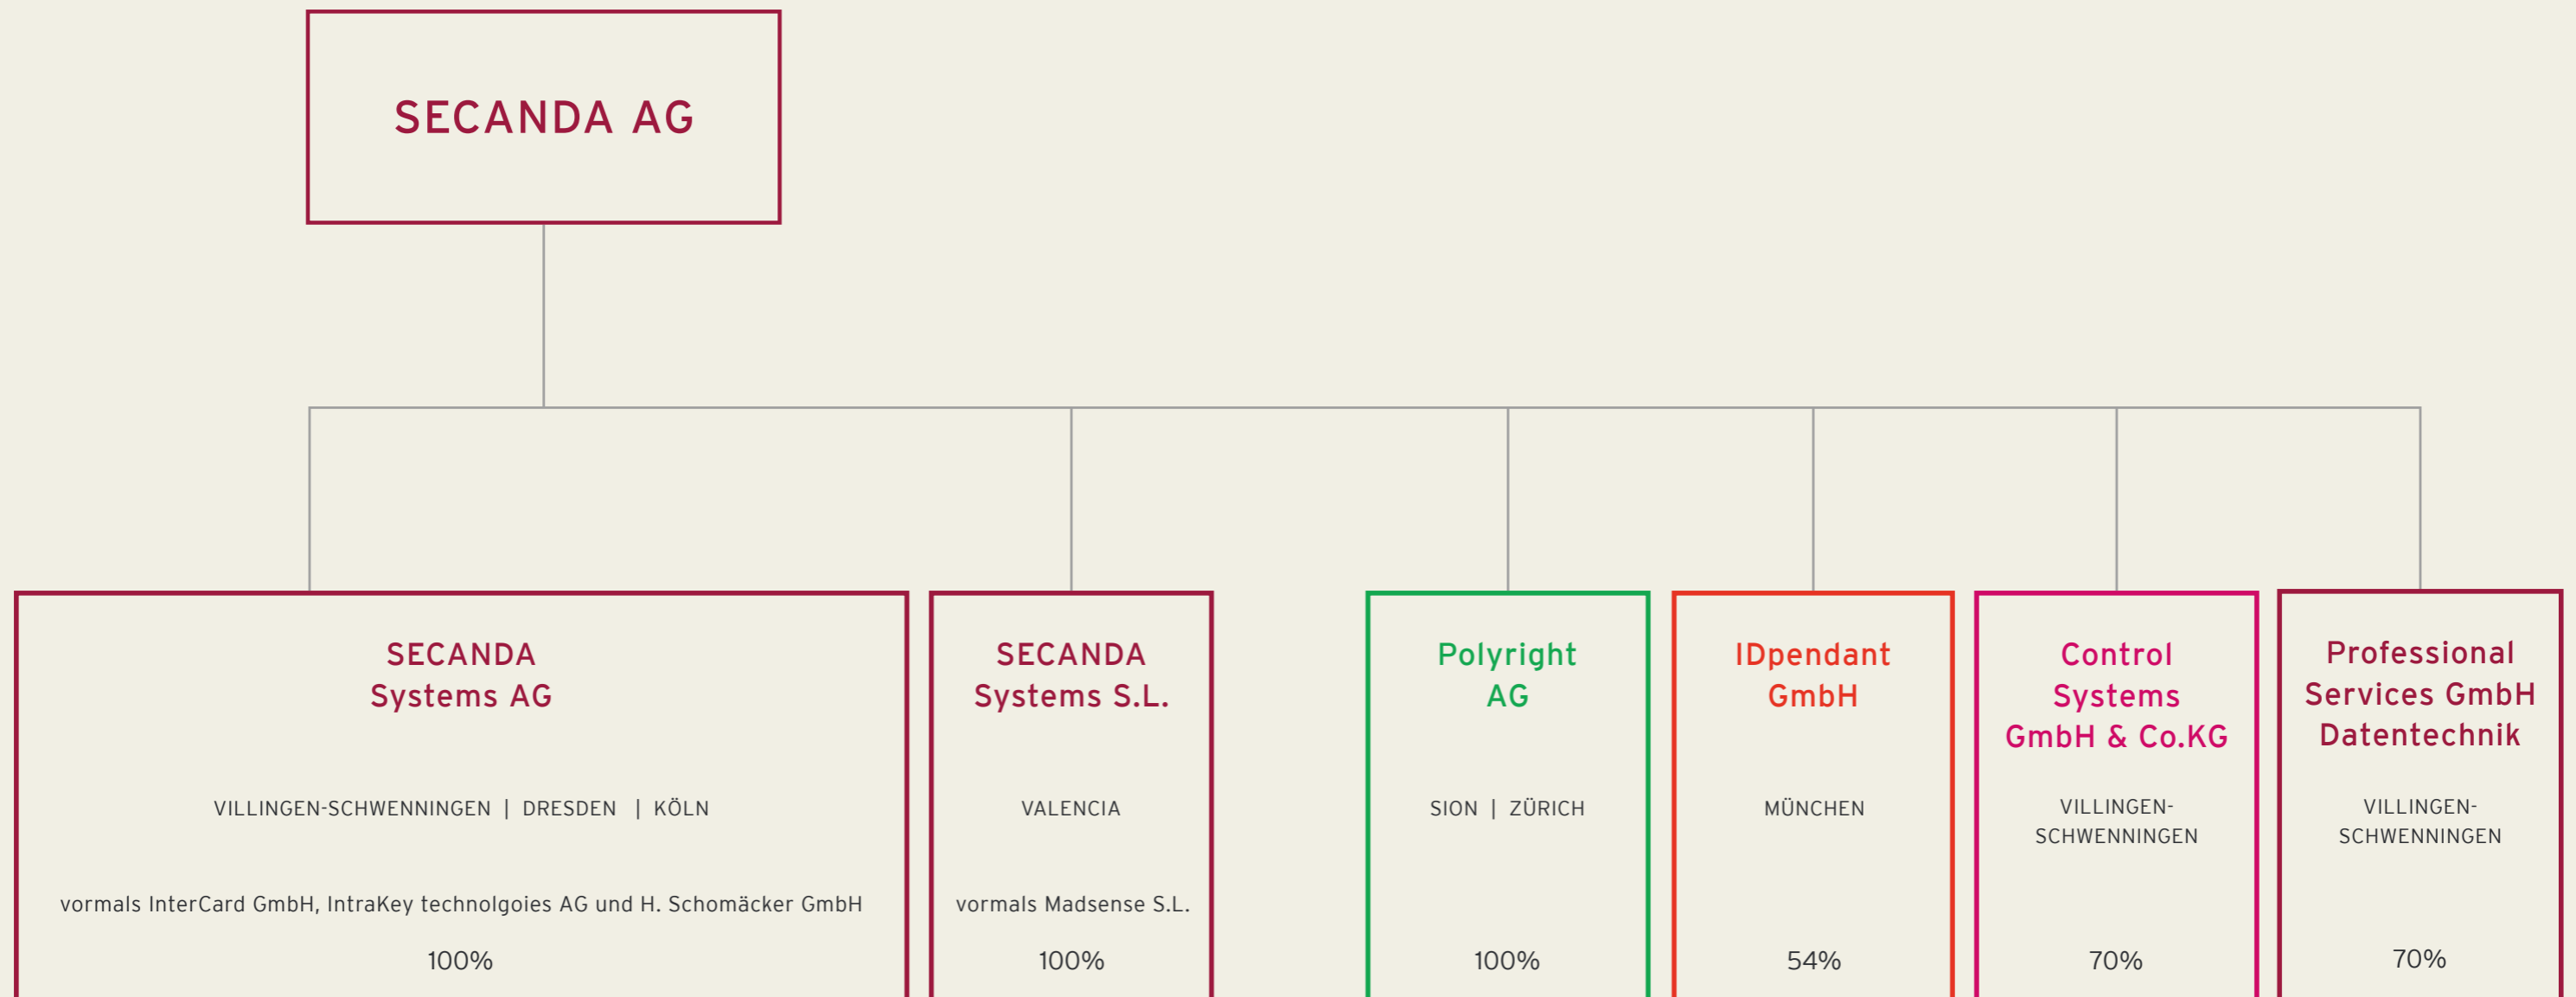 SECANDA AG
SECANDA
Systems AG
VILLINGEN-SCHWENNINGEN | DRESDEN | KÖLN
vormals InterCard GmbH, IntraKey technolgoies AG und H. Schomäcker GmbH
100%
SECANDA
Systems S.L.
VALENCIA
vormals Madsense S.L.
100%
Polyright
AG
SION | ZÜRICH
100%
IDpendant
GmbH
MÜNCHEN
54%
Control
Systems
GmbH & Co.KG
VILLINGEN-
SCHWENNINGEN
70%
Professional
Services GmbH
Datentechnik
VILLINGEN-
SCHWENNINGEN
70%